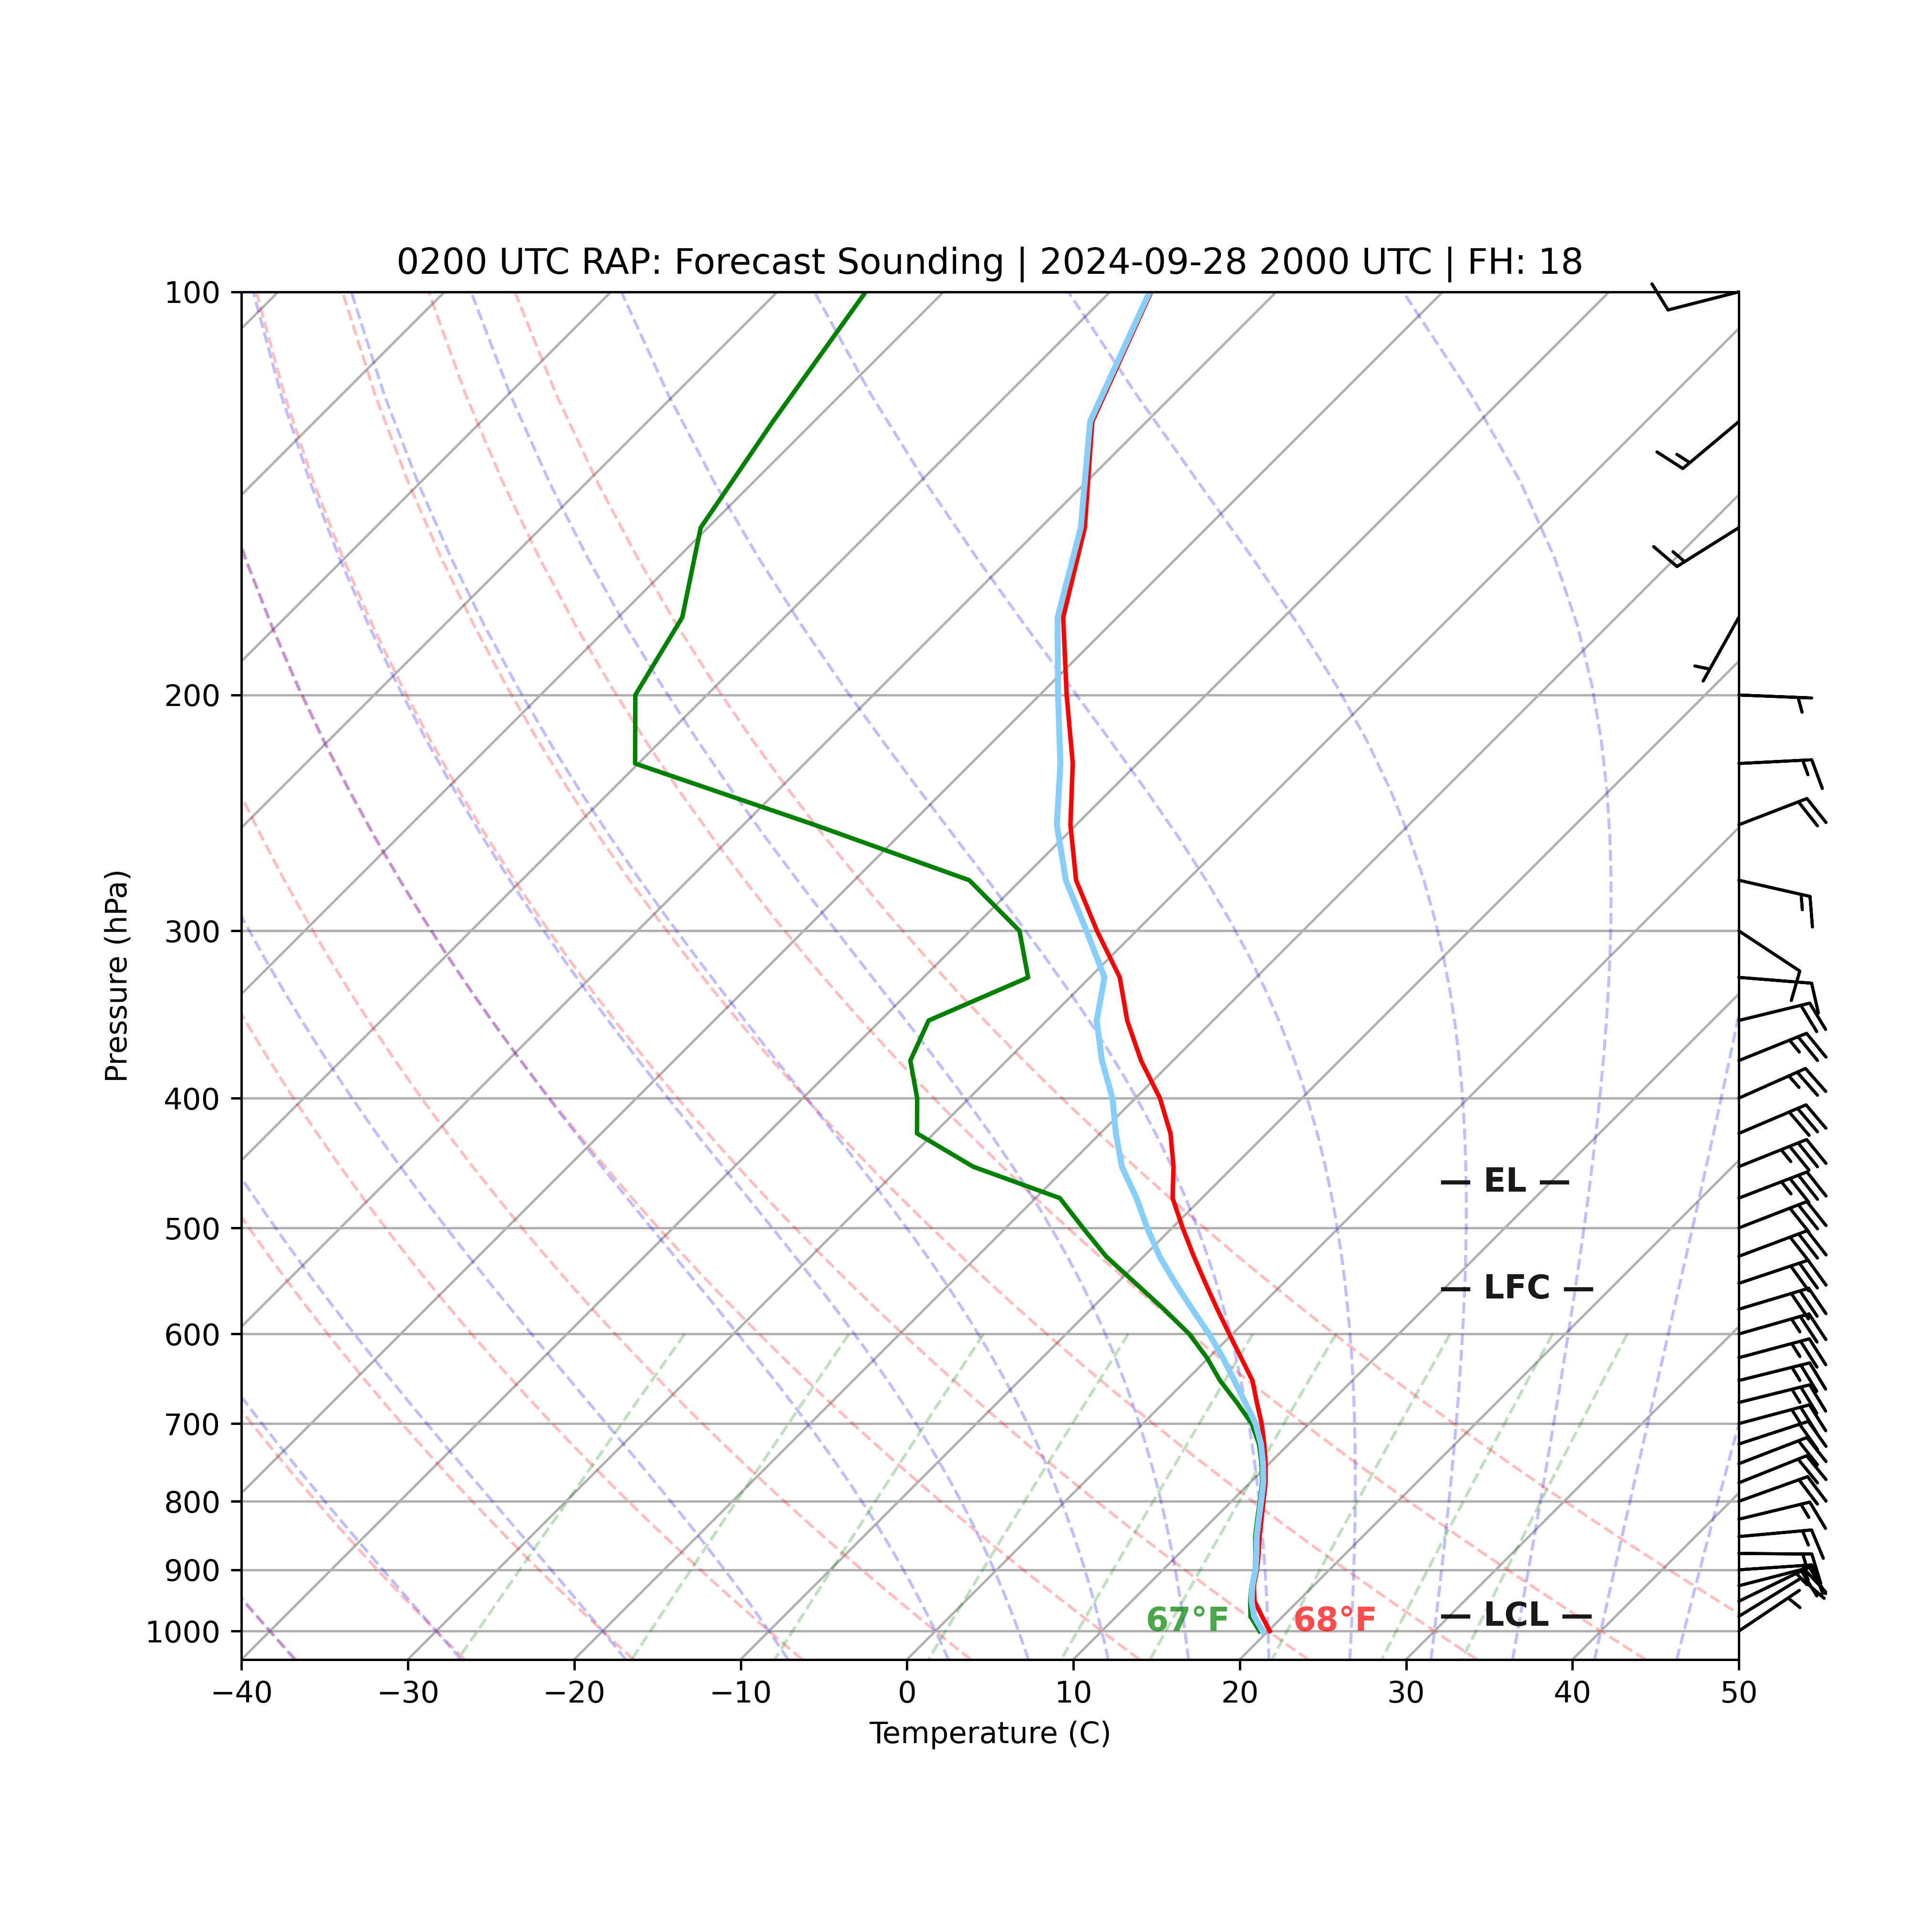 0200 UTC RAP: Forecast Sounding | 2024-09-28 2000 UTC | FH: 18
100
200
300
400
500
600
700
800
900
1000
Pressure (hPa)
— EL —
— LFC —
— LCL —
67°F
68°F
−40 −30 −20 −10 0 10 20 30 40 50
Temperature (C)